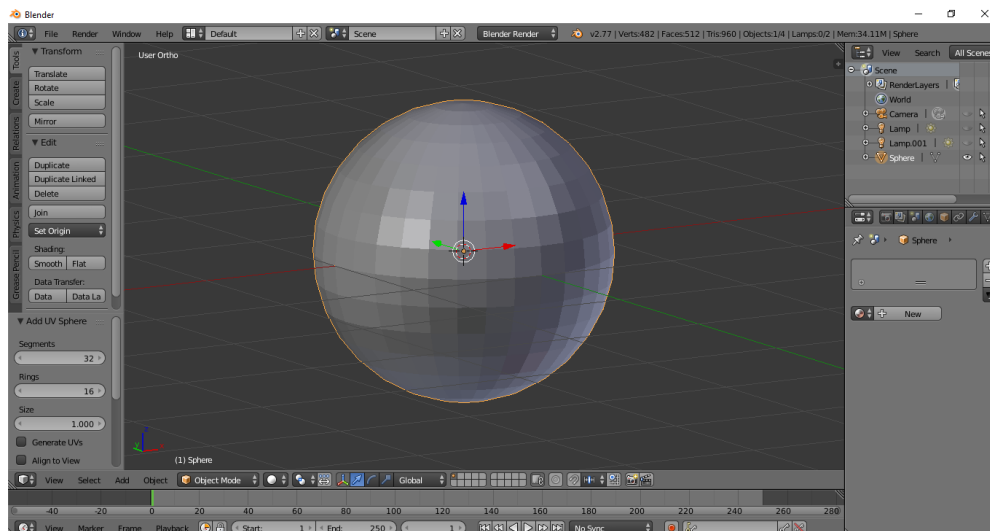 Blender
File Render Window Help Default Scene Blender Render v2.77 | Verts:482 | Faces:512 | Tris:960 | Objects:1/4 | Lamps:0/2 | Mem:34.11M | Sphere
Tools
Create
Relations
Animation
Physics
Grease Pencil
Transform
Translate
Rotate
Scale
Mirror
Edit
Duplicate
Duplicate Linked
Delete
Join
Set Origin
Shading:
Smooth Flat
Data Transfer:
Data Data La
Add UV Sphere
Segments
32
Rings
16
Size
1.000
Generate UVs
Align to View
User Ortho
z
y x
(1) Sphere
View Search All Scenes
Scene
RenderLayers |
World
Camera |
Lamp |
Lamp.001 |
Sphere |
Sphere
New
View Select Add Object Object Mode Global
-40 -20 0 20 40 60 80 100 120 140 160 180 200 220 240 260 280
View Marker Frame Playback Start: 1 End: 250 1 No Sync